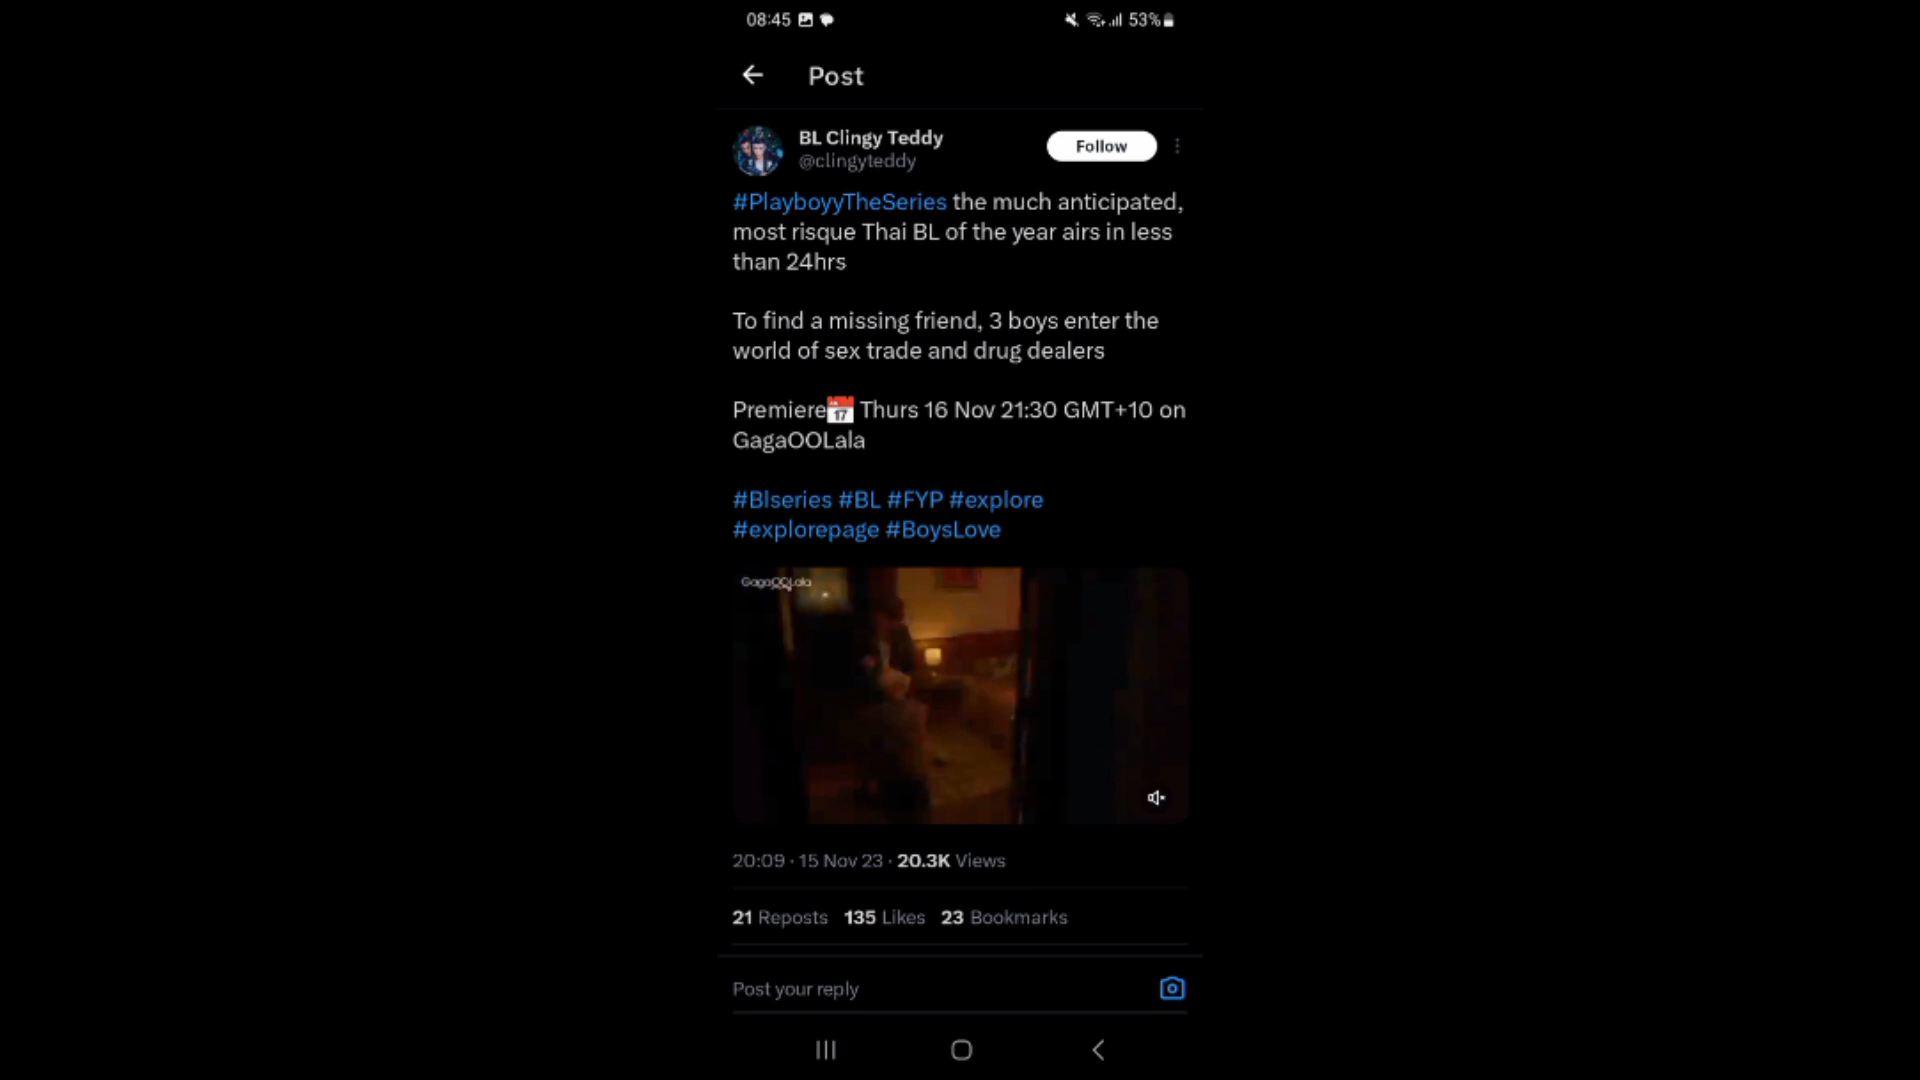 08:45
53%
Post
BL Clingy Teddy
@clingyteddy
Follow
#PlayboyyTheSeries the much anticipated,
most risque Thai BL of the year airs in less
than 24hrs
To find a missing friend, 3 boys enter the
world of sex trade and drug dealers
Premiere📅 Thurs 16 Nov 21:30 GMT+10 on
GagaOOLala
#Blseries #BL #FYP #explore
#explorepage #BoysLove
GagaOOLala
20:09 · 15 Nov 23 · 20.3K Views
21 Reposts 135 Likes 23 Bookmarks
Post your reply